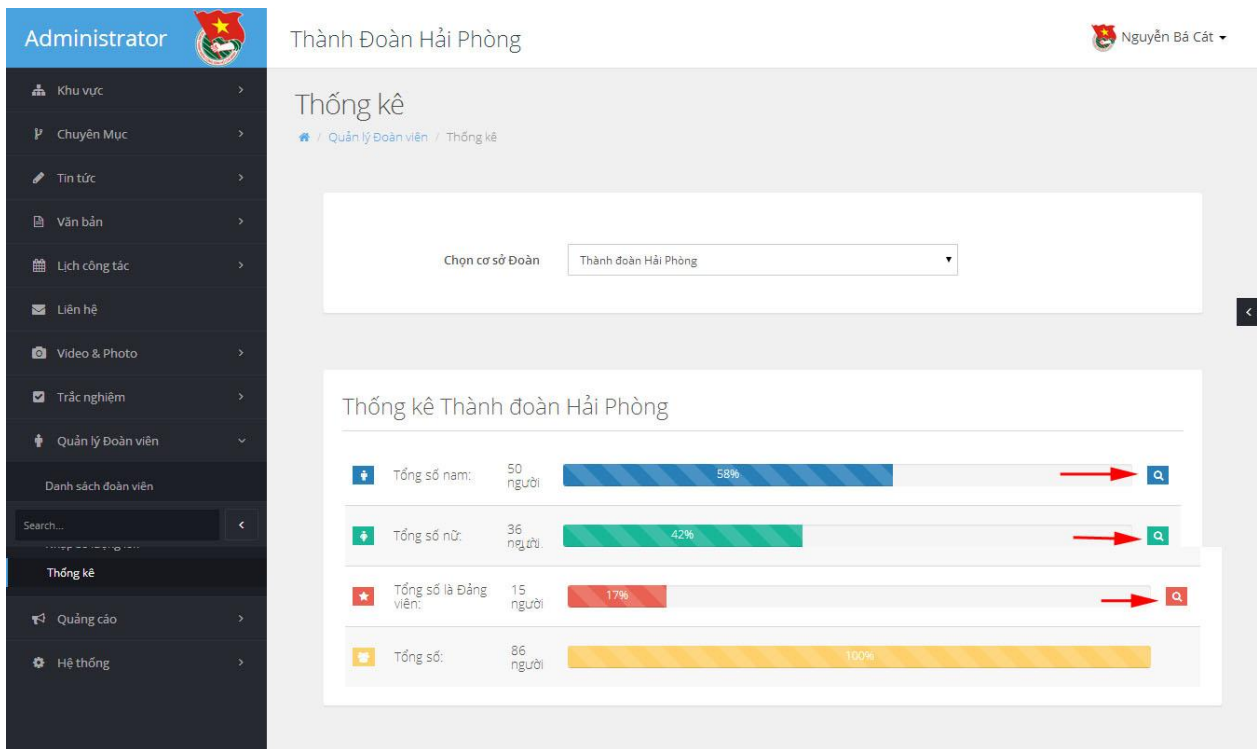 Administrator
Thành Đoàn Hải Phòng
Nguyễn Bá Cát
Khu vực
Chuyên Mục
Tin tức
Văn bản
Lịch công tác
Liên hệ
Video & Photo
Trắc nghiệm
Quản lý Đoàn viên
Danh sách đoàn viên
Search...
Thống kê
Quảng cáo
Hệ thống
Thống kê
/ Quản lý Đoàn viên / Thống kê
Chọn cơ sở Đoàn
Thành đoàn Hải Phòng
Thống kê Thành đoàn Hải Phòng
Tổng số nam:
50
người
58%
Tổng số nữ:
36
người
42%
Tổng số là Đảng
viên:
15
người
17%
Tổng số:
86
người
100%